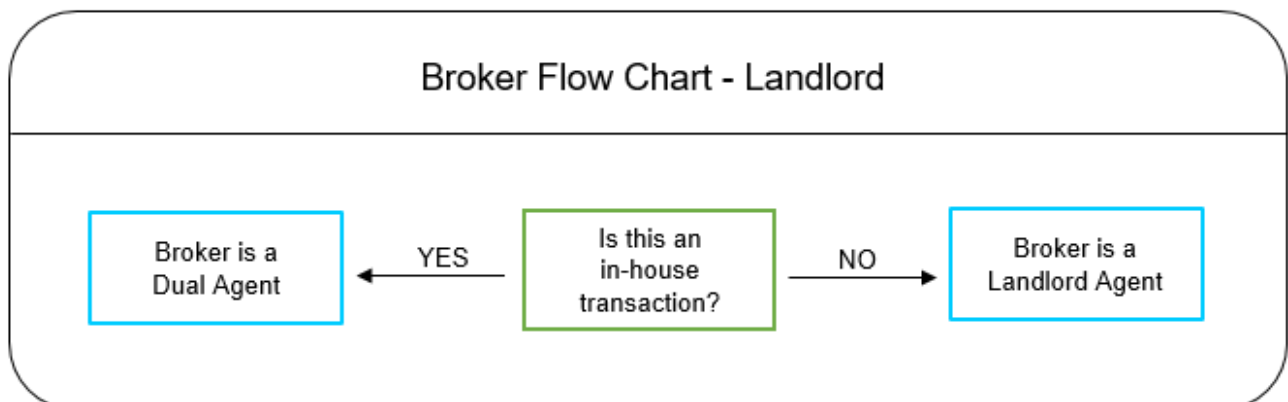 Broker Flow Chart - Landlord
Broker is a
Dual Agent
YES
Is this an
in-house
transaction?
NO
Broker is a
Landlord Agent